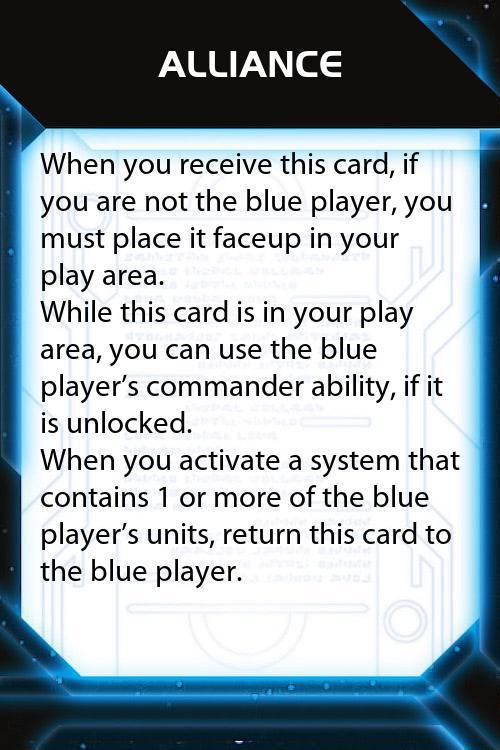 ALLIANCE
When you receive this card, if
you are not the blue player, you
must place it faceup in your
play area.
While this card is in your play
area, you can use the blue
player’s commander ability, if it
is unlocked.
When you activate a system that
contains 1 or more of the blue
player’s units, return this card to
the blue player.